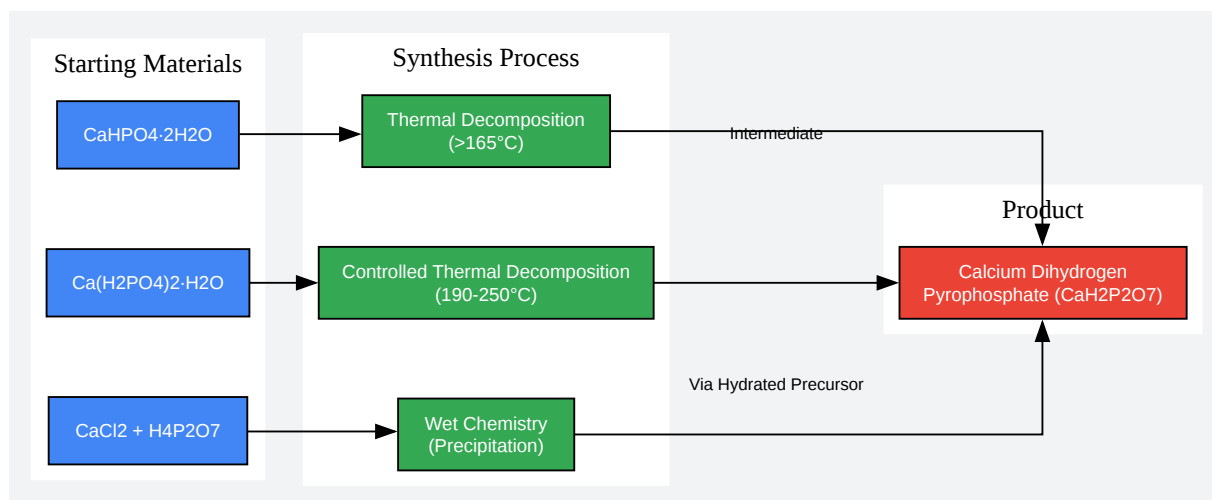 Starting Materials
Synthesis Process
CaHPO4·2H2O
Thermal Decomposition
(>165°C)
Intermediate
Product
Ca(H2PO4)2·H2O
Controlled Thermal Decomposition
(190-250°C)
Calcium Dihydrogen
Pyrophosphate (CaH2P2O7)
Via Hydrated Precursor
CaCl2 + H4P2O7
Wet Chemistry
(Precipitation)